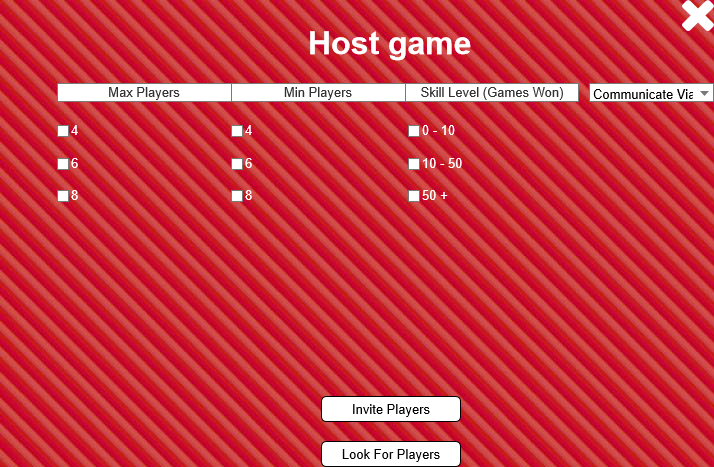 Host game
Max Players Min Players Skill Level (Games Won) Communicate Via
4 4 0 - 10
6 6 10 - 50
8 8 50 +
Invite Players
Look For Players